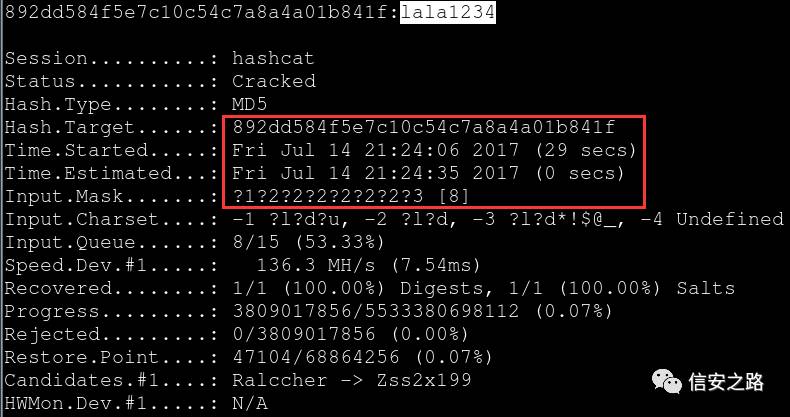 892dd584f5e7c10c54c7a8a4a01b841f:lala1234
Session..........: hashcat
Status...........: Cracked
Hash.Type........: MD5
Hash.Target......: 892dd584f5e7c10c54c7a8a4a01b841f
Time.Started.....: Fri Jul 14 21:24:06 2017 (29 secs)
Time.Estimated...: Fri Jul 14 21:24:35 2017 (0 secs)
Input.Mask.......: ?1?2?2?2?2?2?2?3 [8]
Input.Charset....: -1 ?l?d?u, -2 ?l?d, -3 ?l?d*!$@_, -4 Undefined
Input.Queue......: 8/15 (53.33%)
Speed.Dev.#1.....:   136.3 MH/s (7.54ms)
Recovered........: 1/1 (100.00%) Digests, 1/1 (100.00%) Salts
Progress.........: 3809017856/5533380698112 (0.07%)
Rejected.........: 0/3809017856 (0.00%)
Restore.Point....: 47104/68864256 (0.07%)
Candidates.#1....: Ralccher -> Zss2x199
HWMon.Dev.#1.....: N/A
信安之路